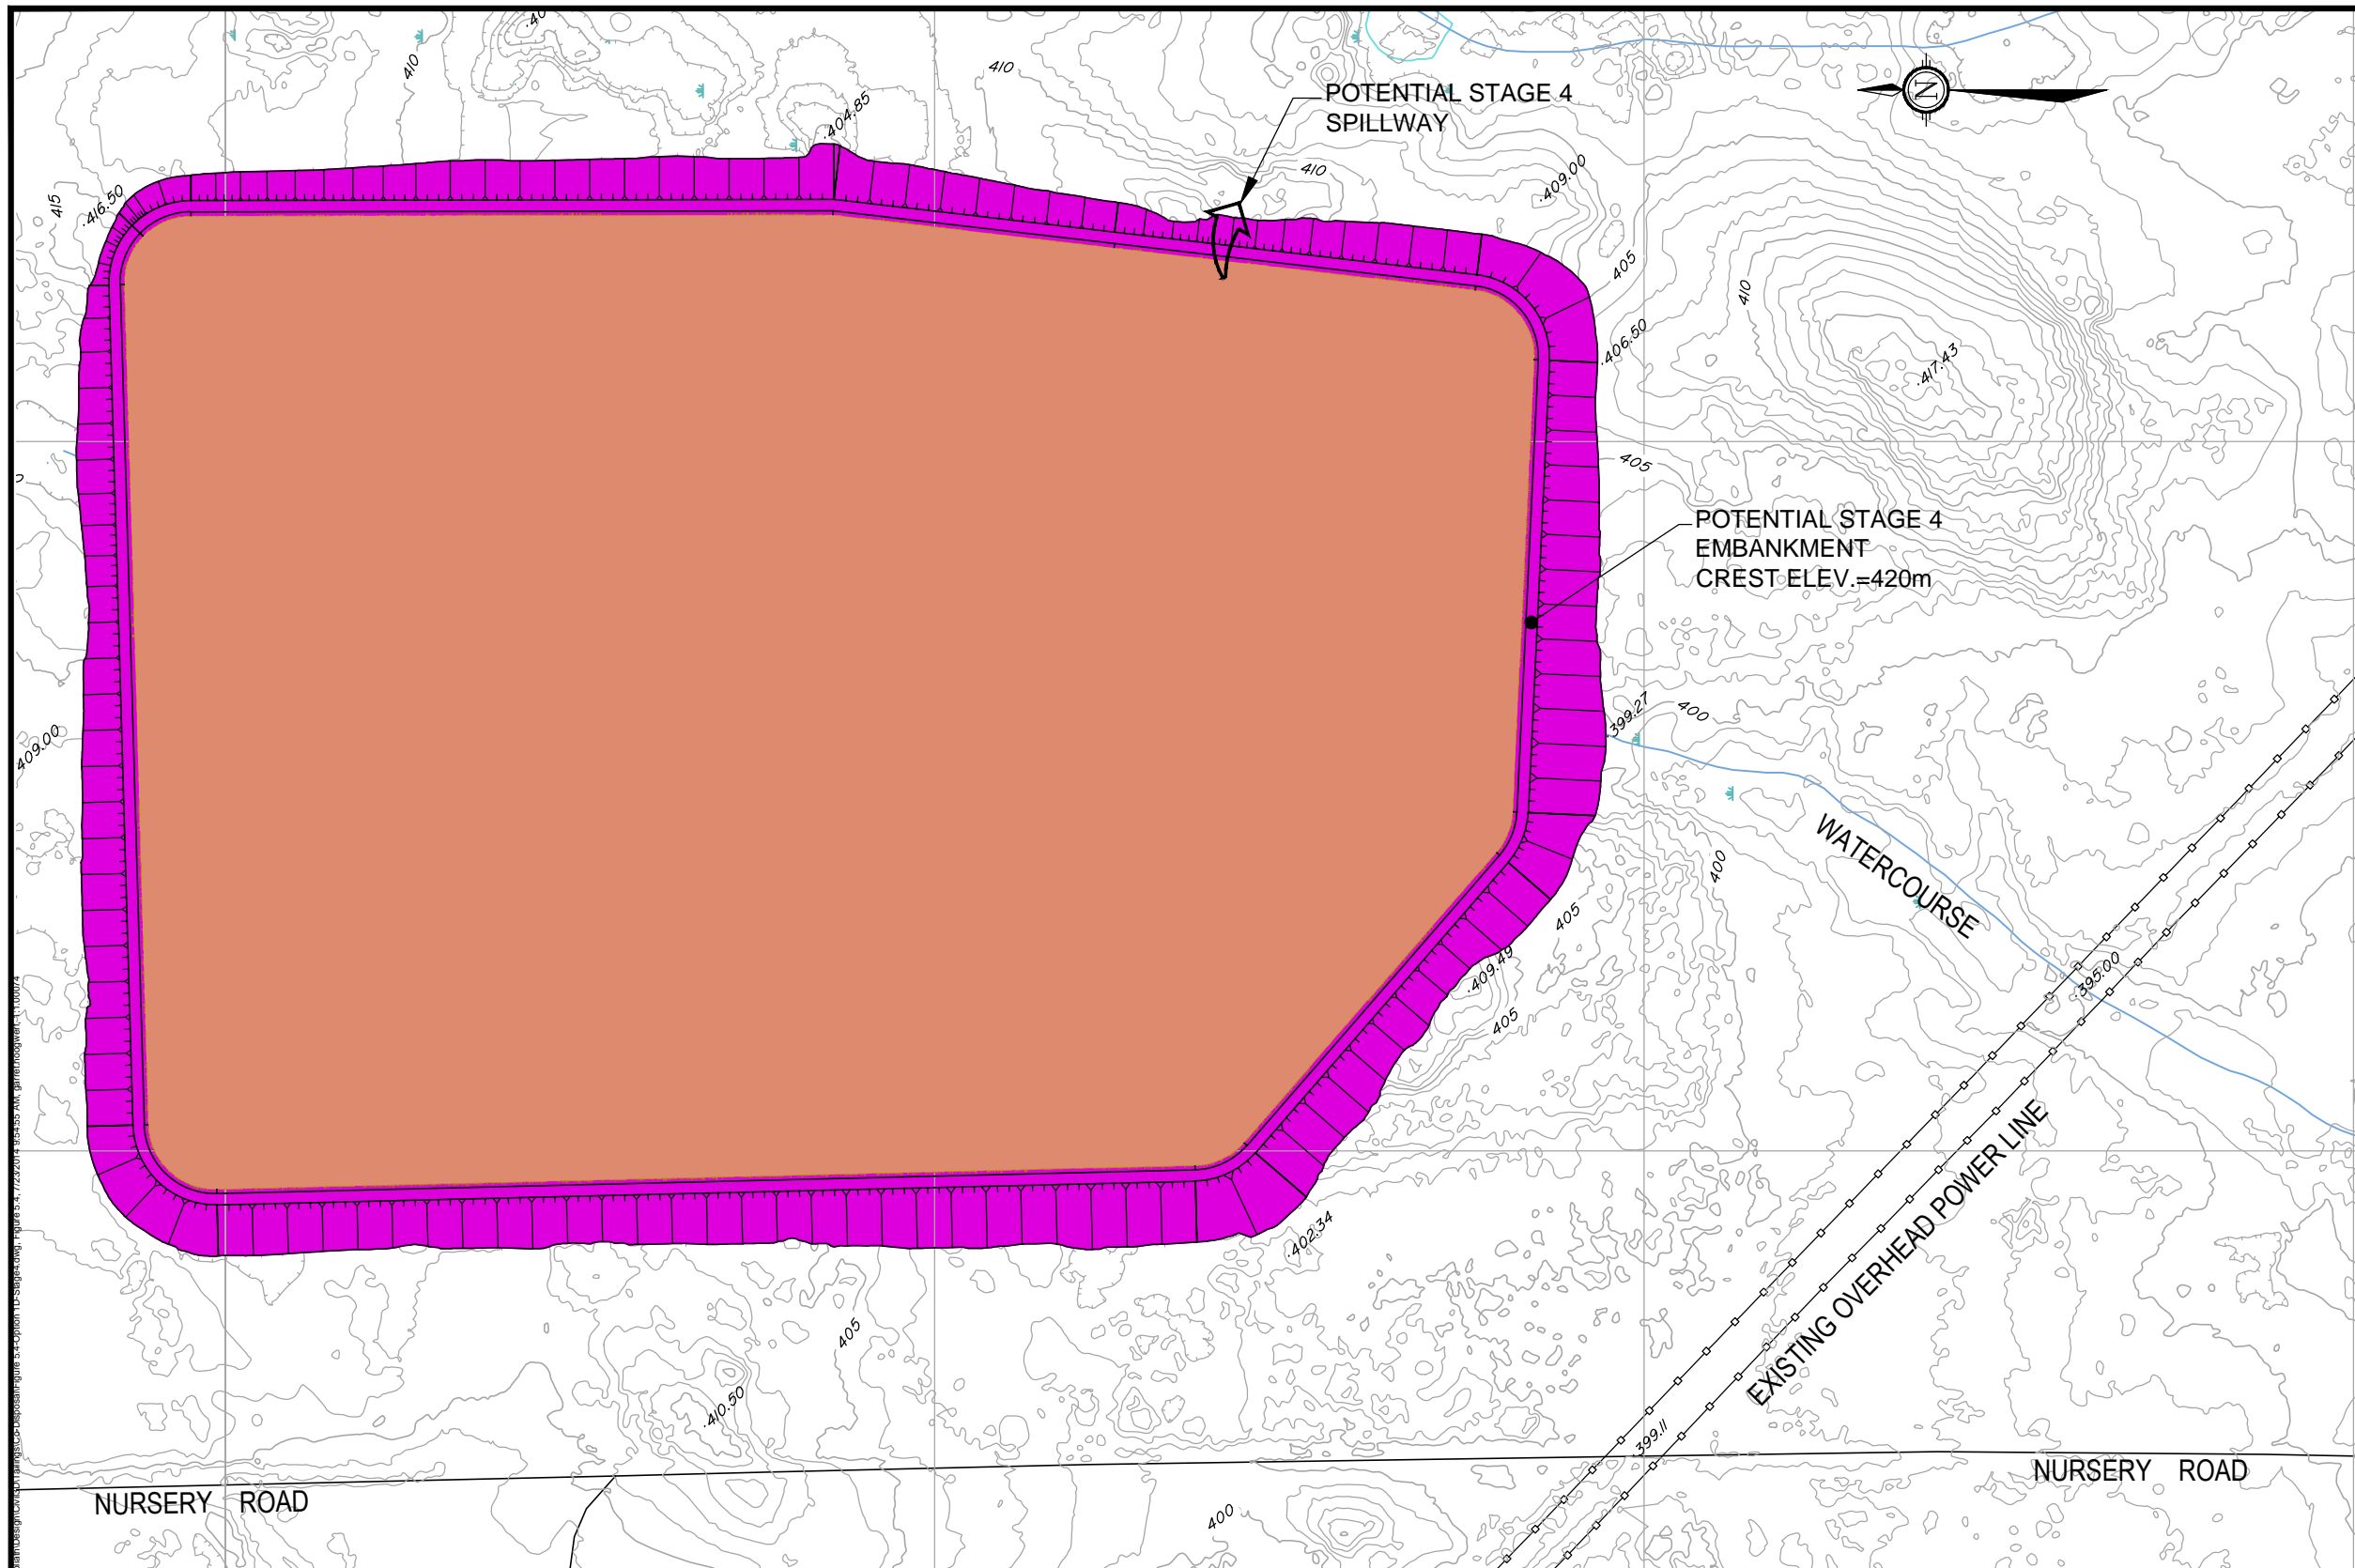 410
410
.404.85
POTENTIAL STAGE 4
SPILLWAY
N
410
.409.00
415
.416.50
405
410
.406.50
.417.43
405
POTENTIAL STAGE 4
EMBANKMENT
CREST ELEV.=420m
.399.27
400
409.00
WATERCOURSE
400
405
.409.49
.395.00
405
EXISTING OVERHEAD POWER LINE
.402.34
405
.410.50
.399.11
NURSERY ROAD
NURSERY ROAD
400